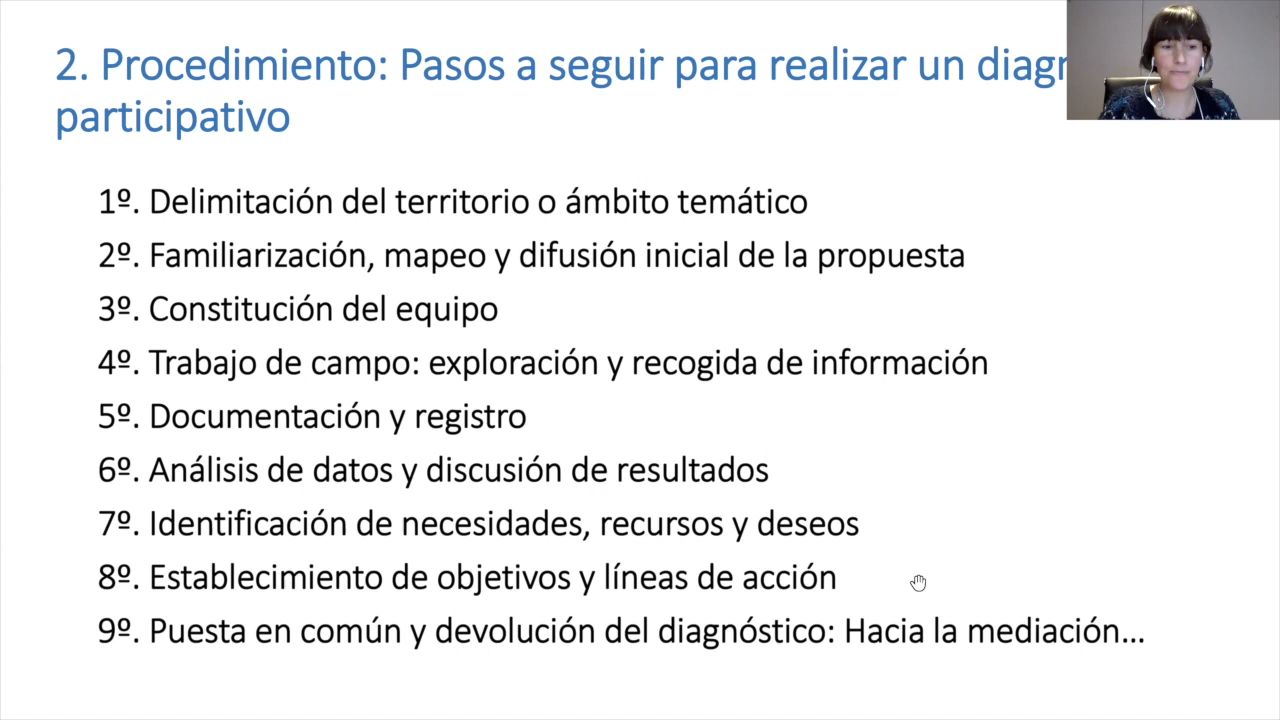 2. Procedimiento: Pasos a seguir para realizar un
participativo
1º. Delimitación del territorio o ámbito temático
2º. Familiarización, mapeo y difusión inicial de la propuesta
3º. Constitución del equipo
4º. Trabajo de campo: exploración y recogida de información
5º. Documentación y registro
6º. Análisis de datos y discusión de resultados
7º. Identificación de necesidades, recursos y deseos
8º. Establecimiento de objetivos y líneas de acción
9º. Puesta en común y devolución del diagnóstico: Hacia la mediación...